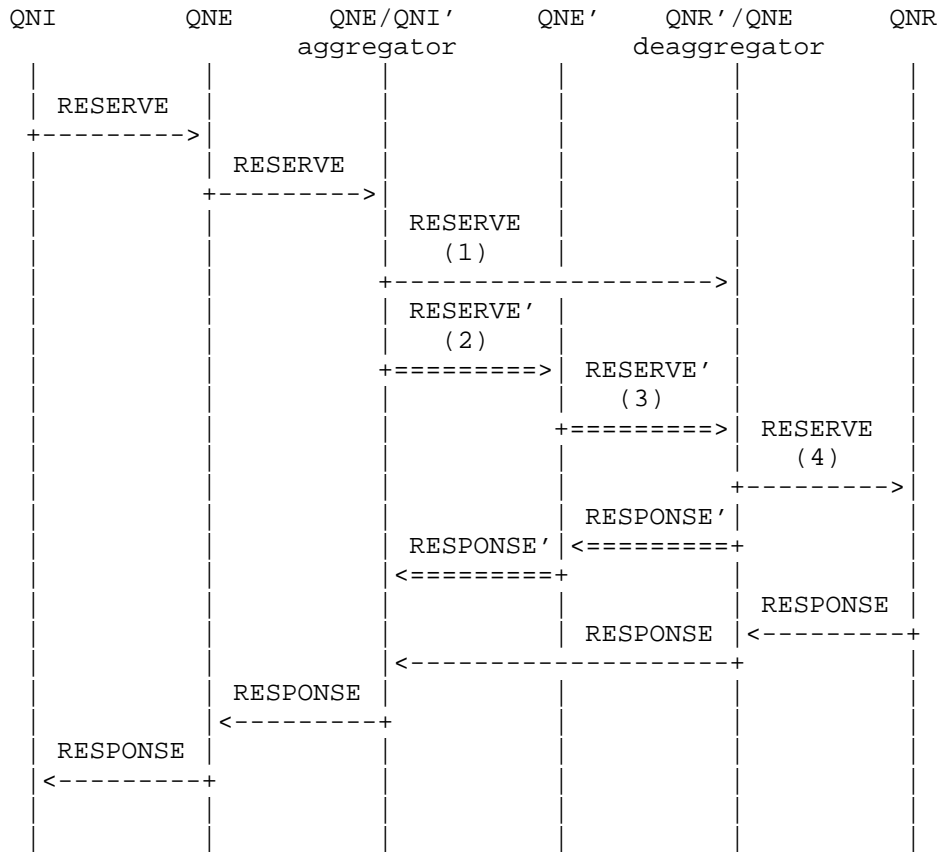 QNI QNE QNE/QNI' QNE' QNR'/QNE QNR
aggregator deaggregator
RESERVE
RESERVE
RESERVE
(1)
RESERVE'
(2)
RESERVE'
(3)
RESERVE
(4)
RESPONSE'
RESPONSE'
RESPONSE
RESPONSE
RESPONSE
RESPONSE